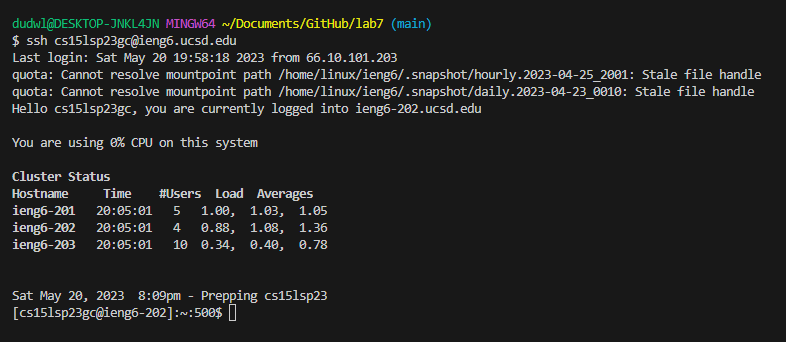 dudwl@DESKTOP-JNKL4JN MINGW64 ~/Documents/GitHub/lab7 (main)
$ ssh cs15lsp23gc@ieng6.ucsd.edu
Last login: Sat May 20 19:58:18 2023 from 66.10.101.203
quota: Cannot resolve mountpoint path /home/linux/ieng6/.snapshot/hourly.2023-04-25_2001: Stale file handle
quota: Cannot resolve mountpoint path /home/linux/ieng6/.snapshot/daily.2023-04-23_0010: Stale file handle
Hello cs15lsp23gc, you are currently logged into ieng6-202.ucsd.edu
You are using 0% CPU on this system
Cluster Status
Hostname     Time    #Users  Load  Averages
ieng6-201   20:05:01   5   1.00,  1.03,  1.05
ieng6-202   20:05:01   4   0.88,  1.08,  1.36
ieng6-203   20:05:01   10  0.34,  0.40,  0.78
Sat May 20, 2023  8:09pm - Prepping cs15lsp23
[cs15lsp23gc@ieng6-202]:~:500$